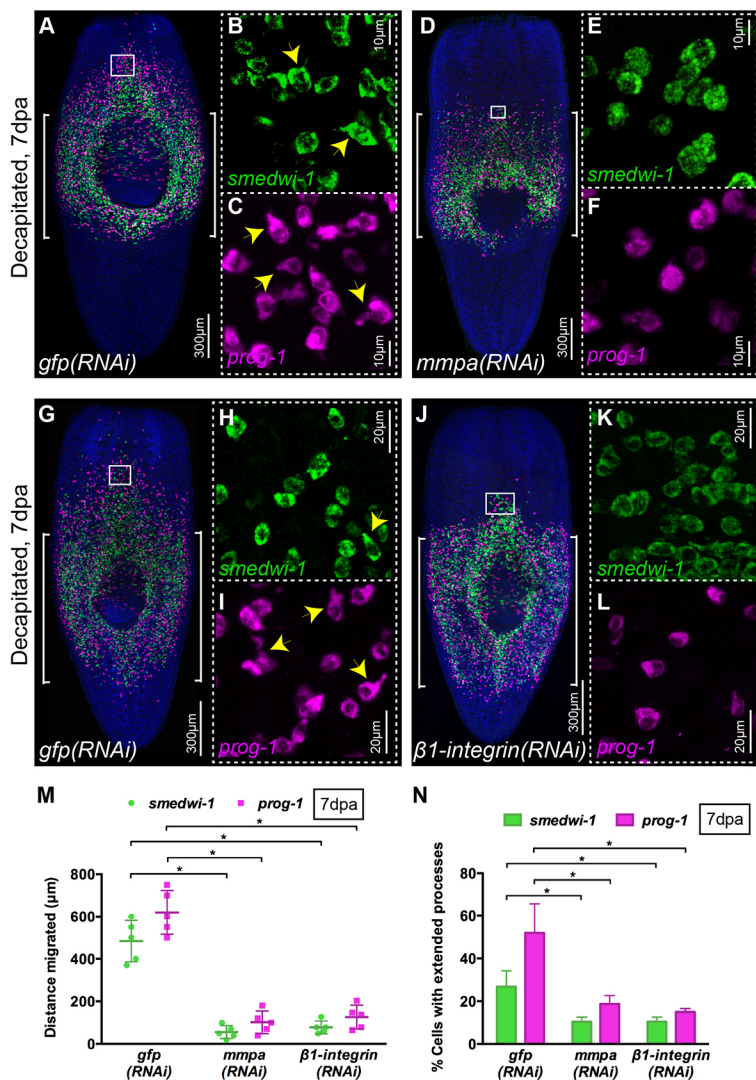 A
B
C
D
E
F
Decapitated, 7dpa
10µm
smedwi-1
10µm
prog-1
300µm
gfp(RNAi)
10µm
smedwi-1
10µm
prog-1
300µm
mmpa(RNAi)
G
H
I
J
K
L
Decapitated, 7dpa
20µm
smedwi-1
20µm
prog-1
300µm
gfp(RNAi)
20µm
smedwi-1
20µm
prog-1
300µm
β1-integrin(RNAi)
M
smedwi-1 prog-1 7dpa
*
*
*
*
Distance migrated (µm)
800
600
400
200
0
gfp mmpa β1-integrin
(RNAi) (RNAi) (RNAi)
N
smedwi-1 prog-1 7dpa
*
*
*
*
% Cells with extended processes
80
60
40
20
0
gfp mmpa β1-integrin
(RNAi) (RNAi) (RNAi)